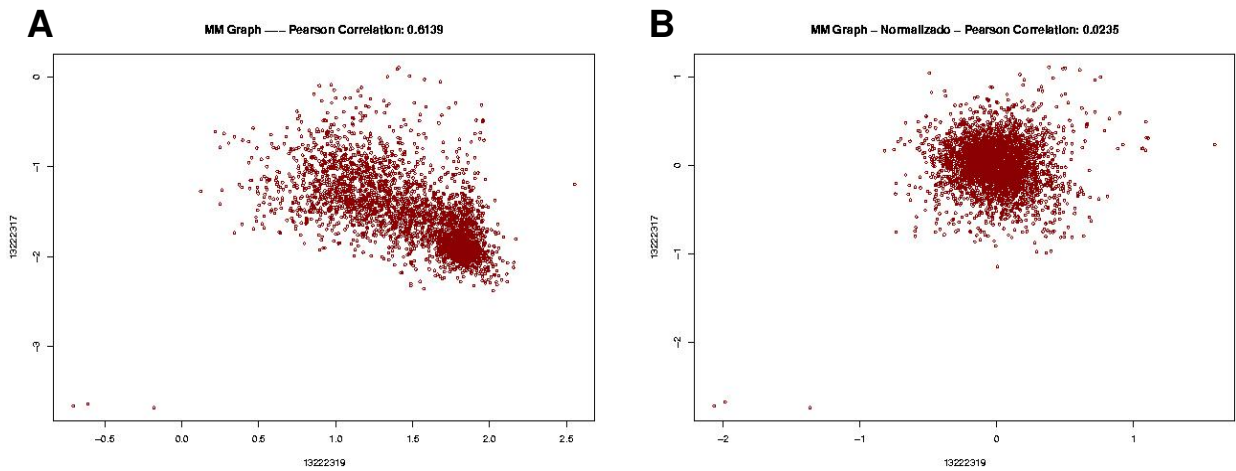 A
MM Graph —– Pearson Correlation: 0.6139
0
-1
-2
-3
13222317
-0.5 0.0 0.5 1.0 1.5 2.0 2.5
13222319
B
MM Graph – Normalizado – Pearson Correlation: 0.0235
1
0
-1
-2
13222317
-2 -1 0 1
13222319